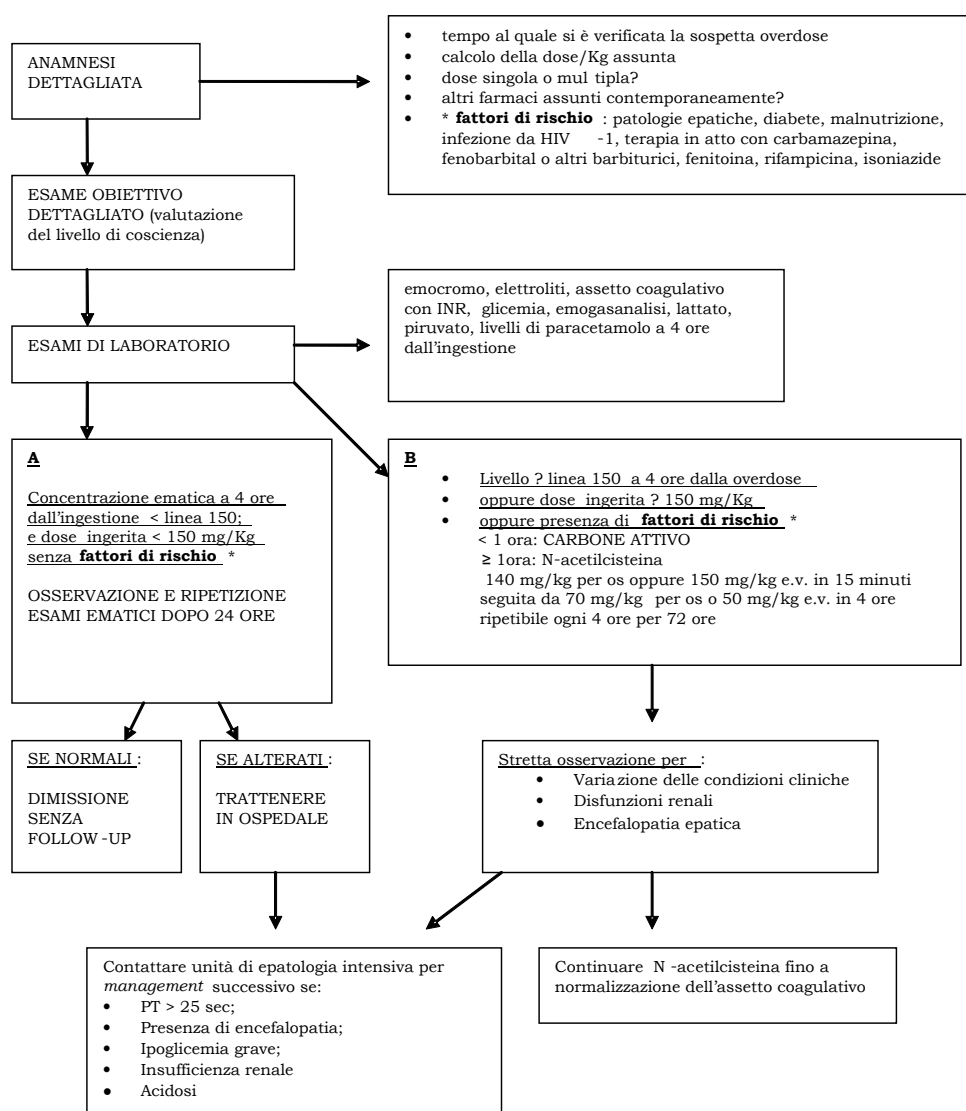 ANAMNESI
DETTAGLIATA
• tempo al quale si è verificata la sospetta overdose
• calcolo della dose/Kg assunta
• dose singola o mul tipla?
• altri farmaci assunti contemporaneamente?
• * fattori di rischio : patologie epatiche, diabete, malnutrizione,
infezione da HIV -1, terapia in atto con carbamazepina,
fenobarbital o altri barbiturici, fenitoina, rifampicina, isoniazide
ESAME OBIETTIVO
DETTAGLIATO (valutazione
del livello di coscienza)
emocromo, elettroliti, assetto coagulativo
con INR, glicemia, emogasanalisi, lattato,
piruvato, livelli di paracetamolo a 4 ore
dall'ingestione
ESAMI DI LABORATORIO
A
Concentrazione ematica a 4 ore
dall'ingestione < linea 150;
e dose ingerita < 150 mg/Kg
senza fattori di rischio *
OSSERVAZIONE E RIPETIZIONE
ESAMI EMATICI DOPO 24 ORE
B
• Livello ? linea 150 a 4 ore dalla overdose
• oppure dose ingerita ? 150 mg/Kg
• oppure presenza di fattori di rischio *
< 1 ora: CARBONE ATTIVO
≥ 1ora: N-acetilcisteina
140 mg/kg per os oppure 150 mg/kg e.v. in 15 minuti
seguita da 70 mg/kg per os o 50 mg/kg e.v. in 4 ore
ripetibile ogni 4 ore per 72 ore
SE NORMALI :
DIMISSIONE
SENZA
FOLLOW -UP
SE ALTERATI :
TRATTENERE
IN OSPEDALE
Stretta osservazione per :
• Variazione delle condizioni cliniche
• Disfunzioni renali
• Encefalopatia epatica
Contattare unità di epatologia intensiva per
management successivo se:
• PT > 25 sec;
• Presenza di encefalopatia;
• Ipoglicemia grave;
• Insufficienza renale
• Acidosi
Continuare N -acetilcisteina fino a
normalizzazione dell'assetto coagulativo